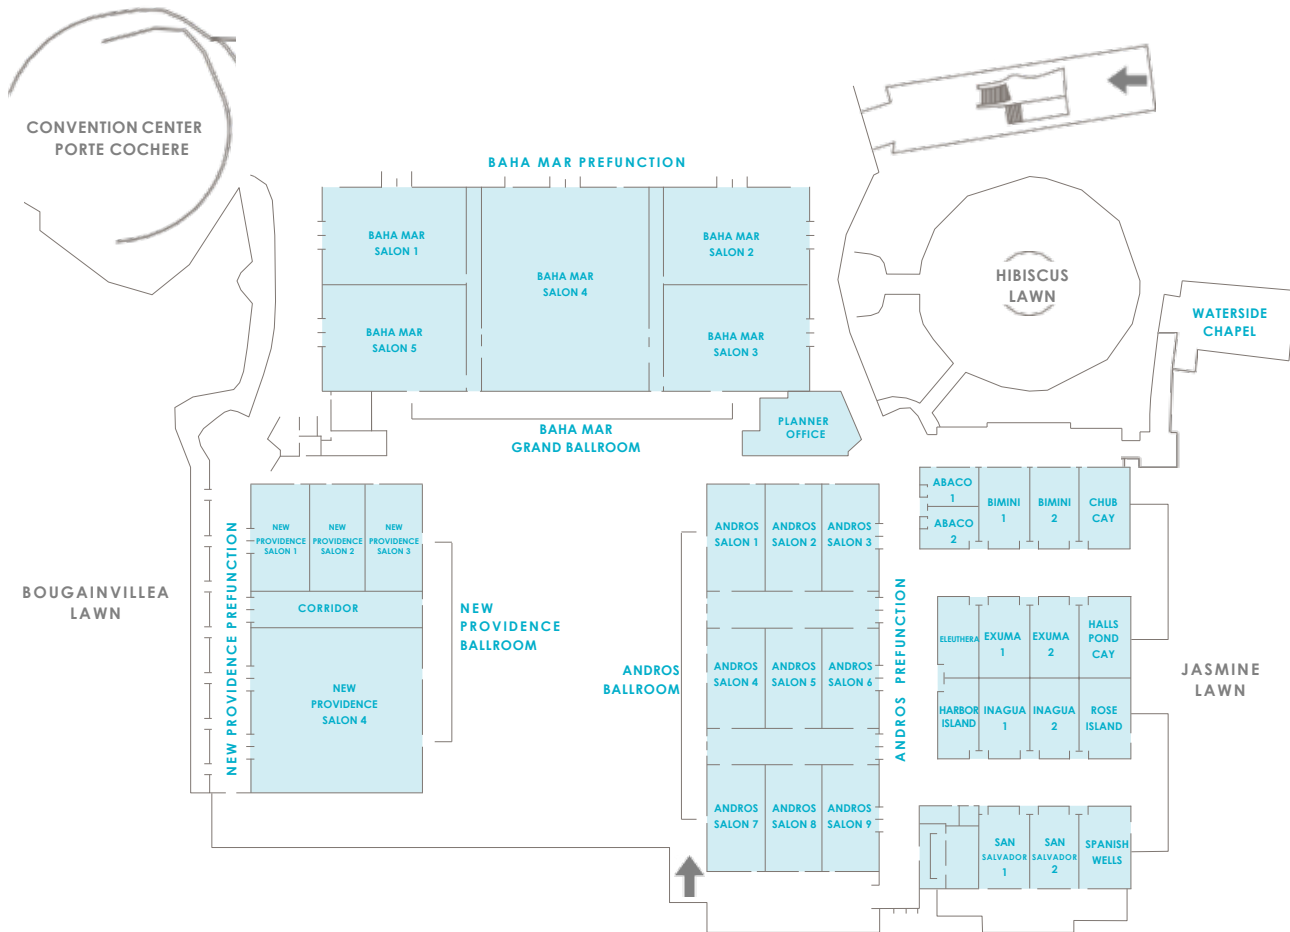 CONVENTION CENTER
PORTE COCHERE
BAHA MAR PREFUNCTION
BAHA MAR
SALON 1
BAHA MAR
SALON 4
BAHA MAR
SALON 2
BAHA MAR
SALON 5
BAHA MAR
SALON 3
HIBISCUS
LAWN
WATERSIDE
CHAPEL
BAHA MAR
GRAND BALLROOM
PLANNER
OFFICE
NEW
PROVIDENCE
SALON 1
NEW
PROVIDENCE
SALON 2
NEW
PROVIDENCE
SALON 3
CORRIDOR
NEW
PROVIDENCE
SALON 4
NEW PROVIDENCE PREFUNCTION
BOUGAINVILLEA
LAWN
NEW
PROVIDENCE
BALLROOM
ANDROS
BALLROOM
ANDROS
SALON 1
ANDROS
SALON 2
ANDROS
SALON 3
ANDROS
SALON 4
ANDROS
SALON 5
ANDROS
SALON 6
ANDROS
SALON 7
ANDROS
SALON 8
ANDROS
SALON 9
ANDROS PREFUNCTION
ABACO
1
ABACO
2
BIMINI
1
BIMINI
2
CHUB
CAY
ELEUTHERA
EXUMA
1
EXUMA
2
HALLS
POND
CAY
HARBOR
ISLAND
INAGUA
1
INAGUA
2
ROSE
ISLAND
JASMINE
LAWN
SAN
SALVADOR
1
SAN
SALVADOR
2
SPANISH
WELLS